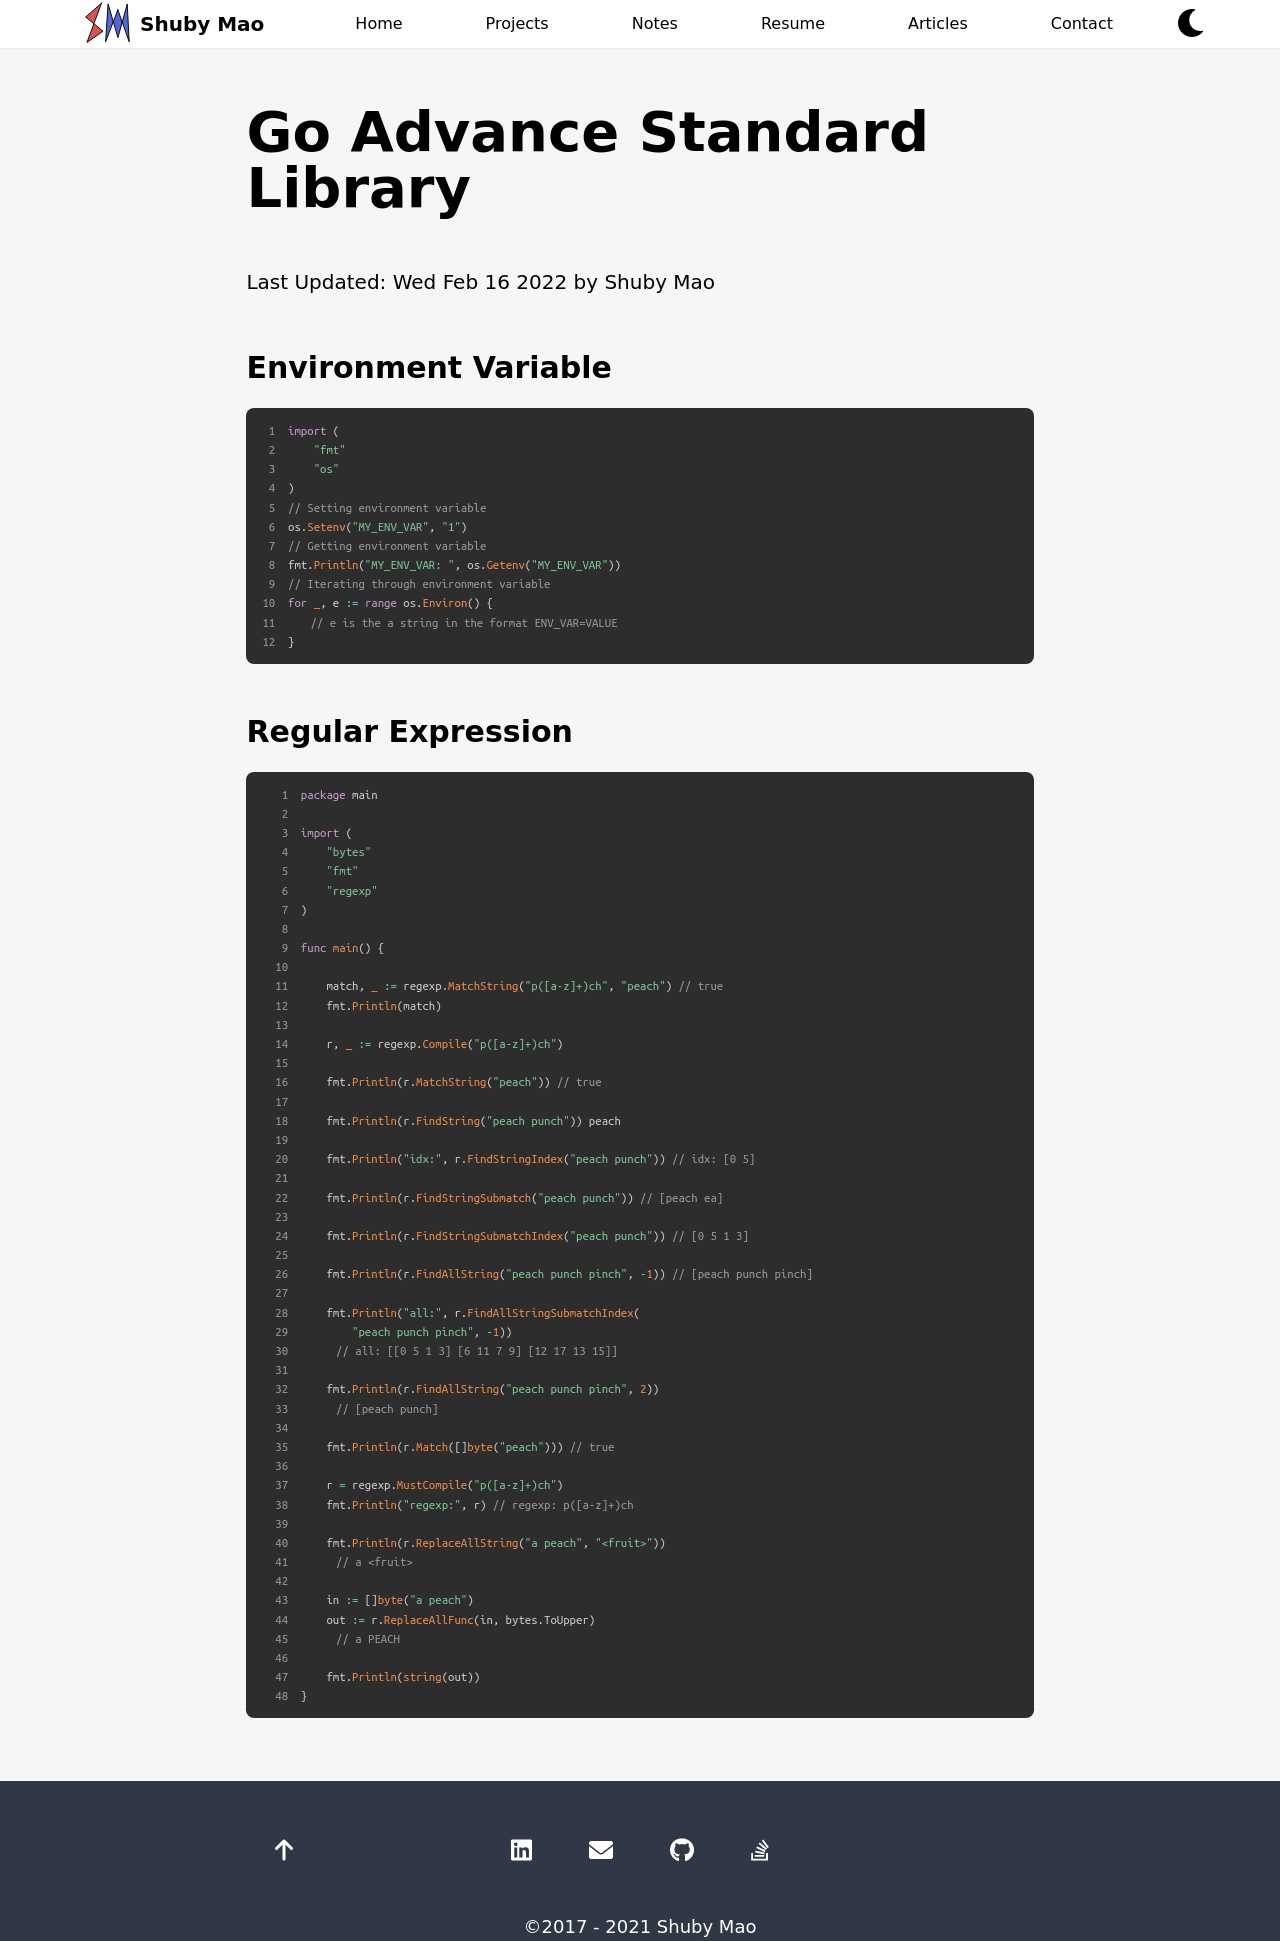 Shuby Mao Home Projects Notes Resume Articles Contact
Go Advance Standard
Library
Last Updated: Wed Feb 16 2022 by Shuby Mao
Environment Variable
1 import (
2     "fmt"
3     "os"
4 )
5 // Setting environment variable
6 os.Setenv("MY_ENV_VAR", "1")
7 // Getting environment variable
8 fmt.Println("MY_ENV_VAR: ", os.Getenv("MY_ENV_VAR"))
9 // Iterating through environment variable
10 for _, e := range os.Environ() {
11     // e is the a string in the format ENV_VAR=VALUE
12 }
Regular Expression
1 package main
2
3 import (
4     "bytes"
5     "fmt"
6     "regexp"
7 )
8
9 func main() {
10
11     match, _ := regexp.MatchString("p([a-z]+)ch", "peach") // true
12     fmt.Println(match)
13
14     r, _ := regexp.Compile("p([a-z]+)ch")
15
16     fmt.Println(r.MatchString("peach")) // true
17
18     fmt.Println(r.FindString("peach punch")) peach
19
20     fmt.Println("idx:", r.FindStringIndex("peach punch")) // idx: [0 5]
21
22     fmt.Println(r.FindStringSubmatch("peach punch")) // [peach ea]
23
24     fmt.Println(r.FindStringSubmatchIndex("peach punch")) // [0 5 1 3]
25
26     fmt.Println(r.FindAllString("peach punch pinch", -1)) // [peach punch pinch]
27
28     fmt.Println("all:", r.FindAllStringSubmatchIndex(
29         "peach punch pinch", -1))
30     // all: [[0 5 1 3] [6 11 7 9] [12 17 13 15]]
31
32     fmt.Println(r.FindAllString("peach punch pinch", 2))
33     // [peach punch]
34
35     fmt.Println(r.Match([]byte("peach"))) // true
36
37     r = regexp.MustCompile("p([a-z]+)ch")
38     fmt.Println("regexp:", r) // regexp: p([a-z]+)ch
39
40     fmt.Println(r.ReplaceAllString("a peach", "<fruit>"))
41     // a <fruit>
42
43     in := []byte("a peach")
44     out := r.ReplaceAllFunc(in, bytes.ToUpper)
45     // a PEACH
46
47     fmt.Println(string(out))
48 }
©2017 - 2021 Shuby Mao